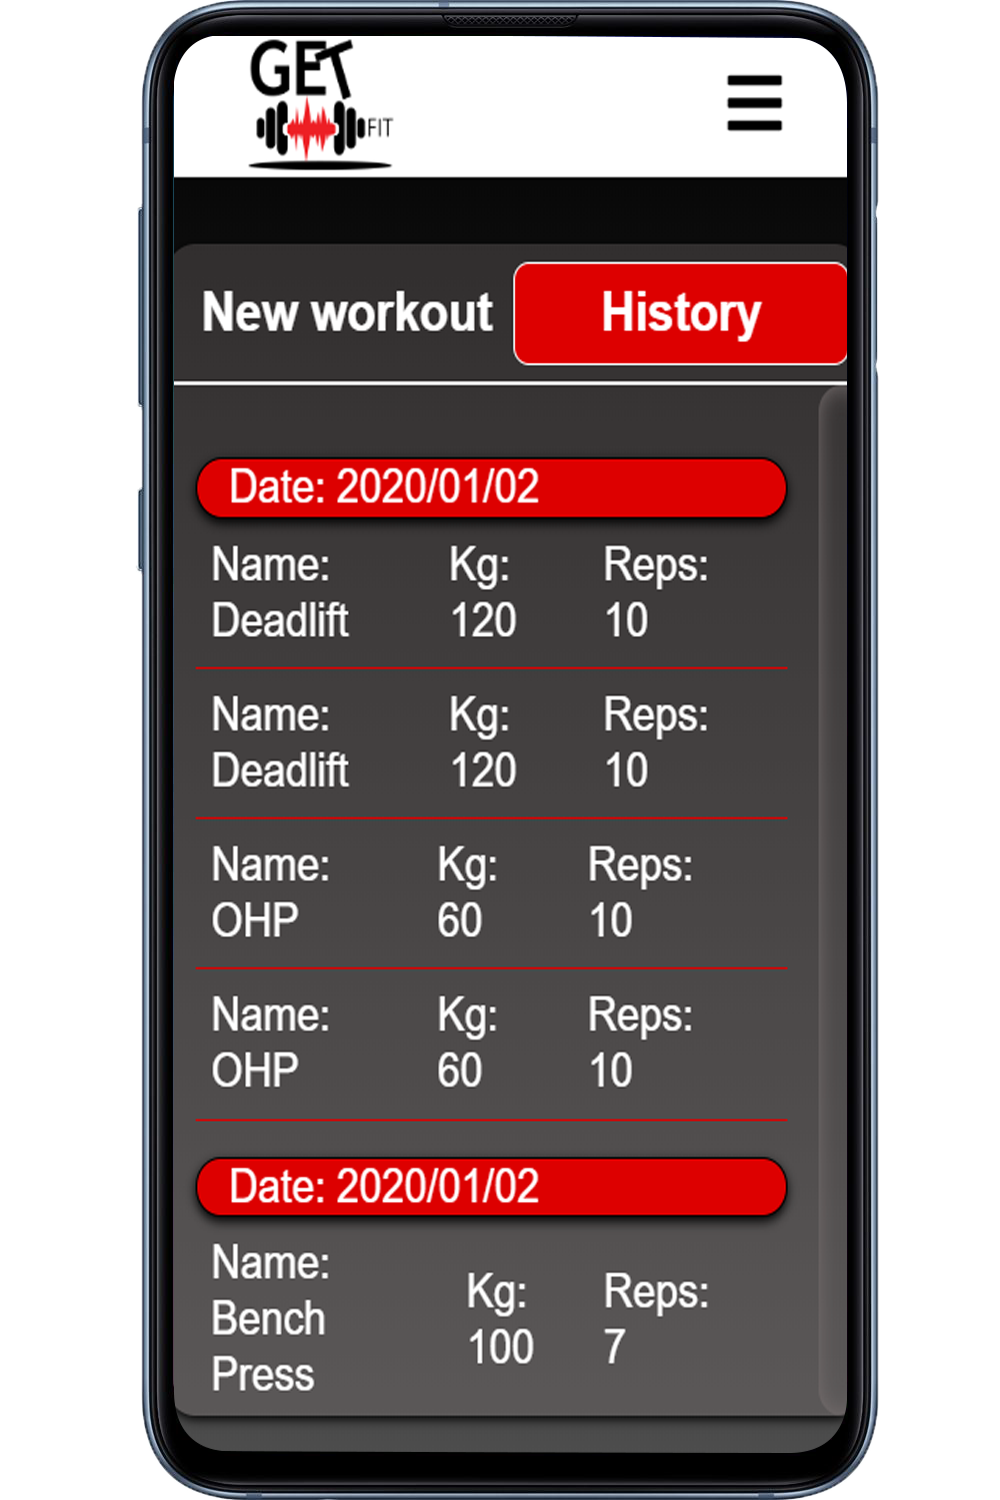 GET
FIT
New workout History
Date: 2020/01/02
Name: Kg: Reps:
Deadlift 120 10
Name: Kg: Reps:
Deadlift 120 10
Name: Kg: Reps:
OHP 60 10
Name: Kg: Reps:
OHP 60 10
Date: 2020/01/02
Name:
Bench
Press
Kg: Reps:
100 7